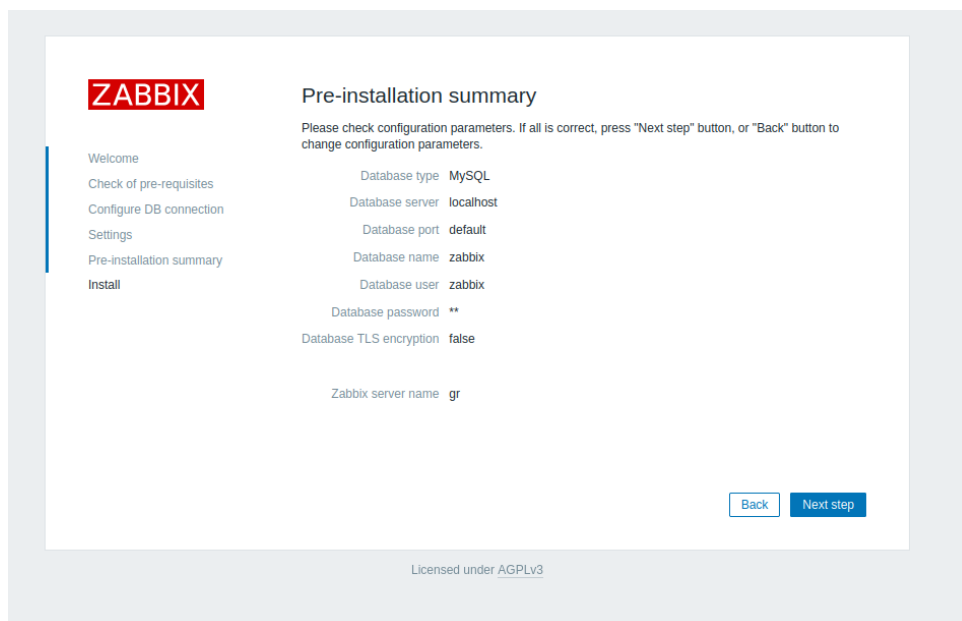 ZABBIX
Welcome
Check of pre-requisites
Configure DB connection
Settings
Pre-installation summary
Install
Pre-installation summary
Please check configuration parameters. If all is correct, press "Next step" button, or "Back" button to
change configuration parameters.
Database type MySQL
Database server localhost
Database port default
Database name zabbix
Database user zabbix
Database password **
Database TLS encryption false
Zabbix server name gr
Back Next step
Licensed under AGPLv3